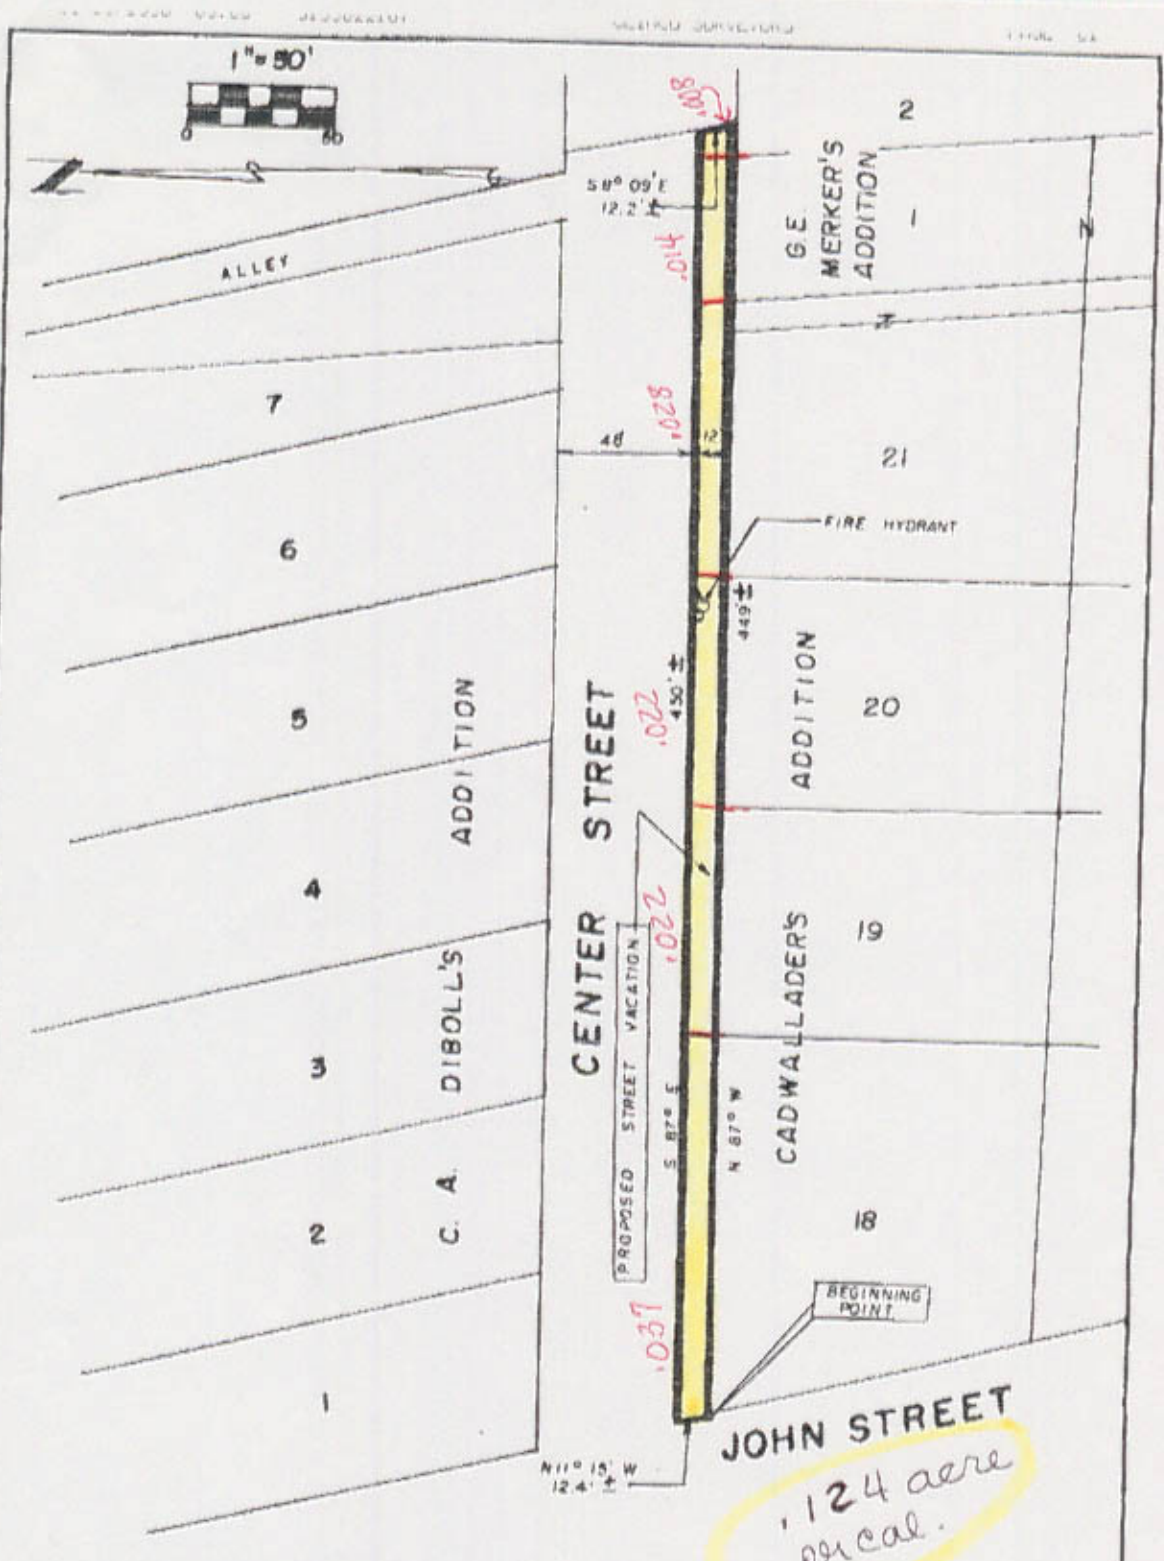 1"=50'
0
50
ALLEY
7
6
5
4
3
2
1
C. A. DIBOLL'S ADDITION
CENTER STREET
S 8° 09' E
12.2' ±
.008
.014
.028
48'
12
FIRE HYDRANT
449' ±
450' ±
.022
.022
PROPOSED STREET VACATION
S 87° E
N 87° W
.037
N 11° 15' W
12.4' ±
2
G.E.
MERKER'S
ADDITION
1
21
20
19
18
CADWALLADER'S ADDITION
BEGINNING
POINT
JOHN STREET
.124 acre
per cal.